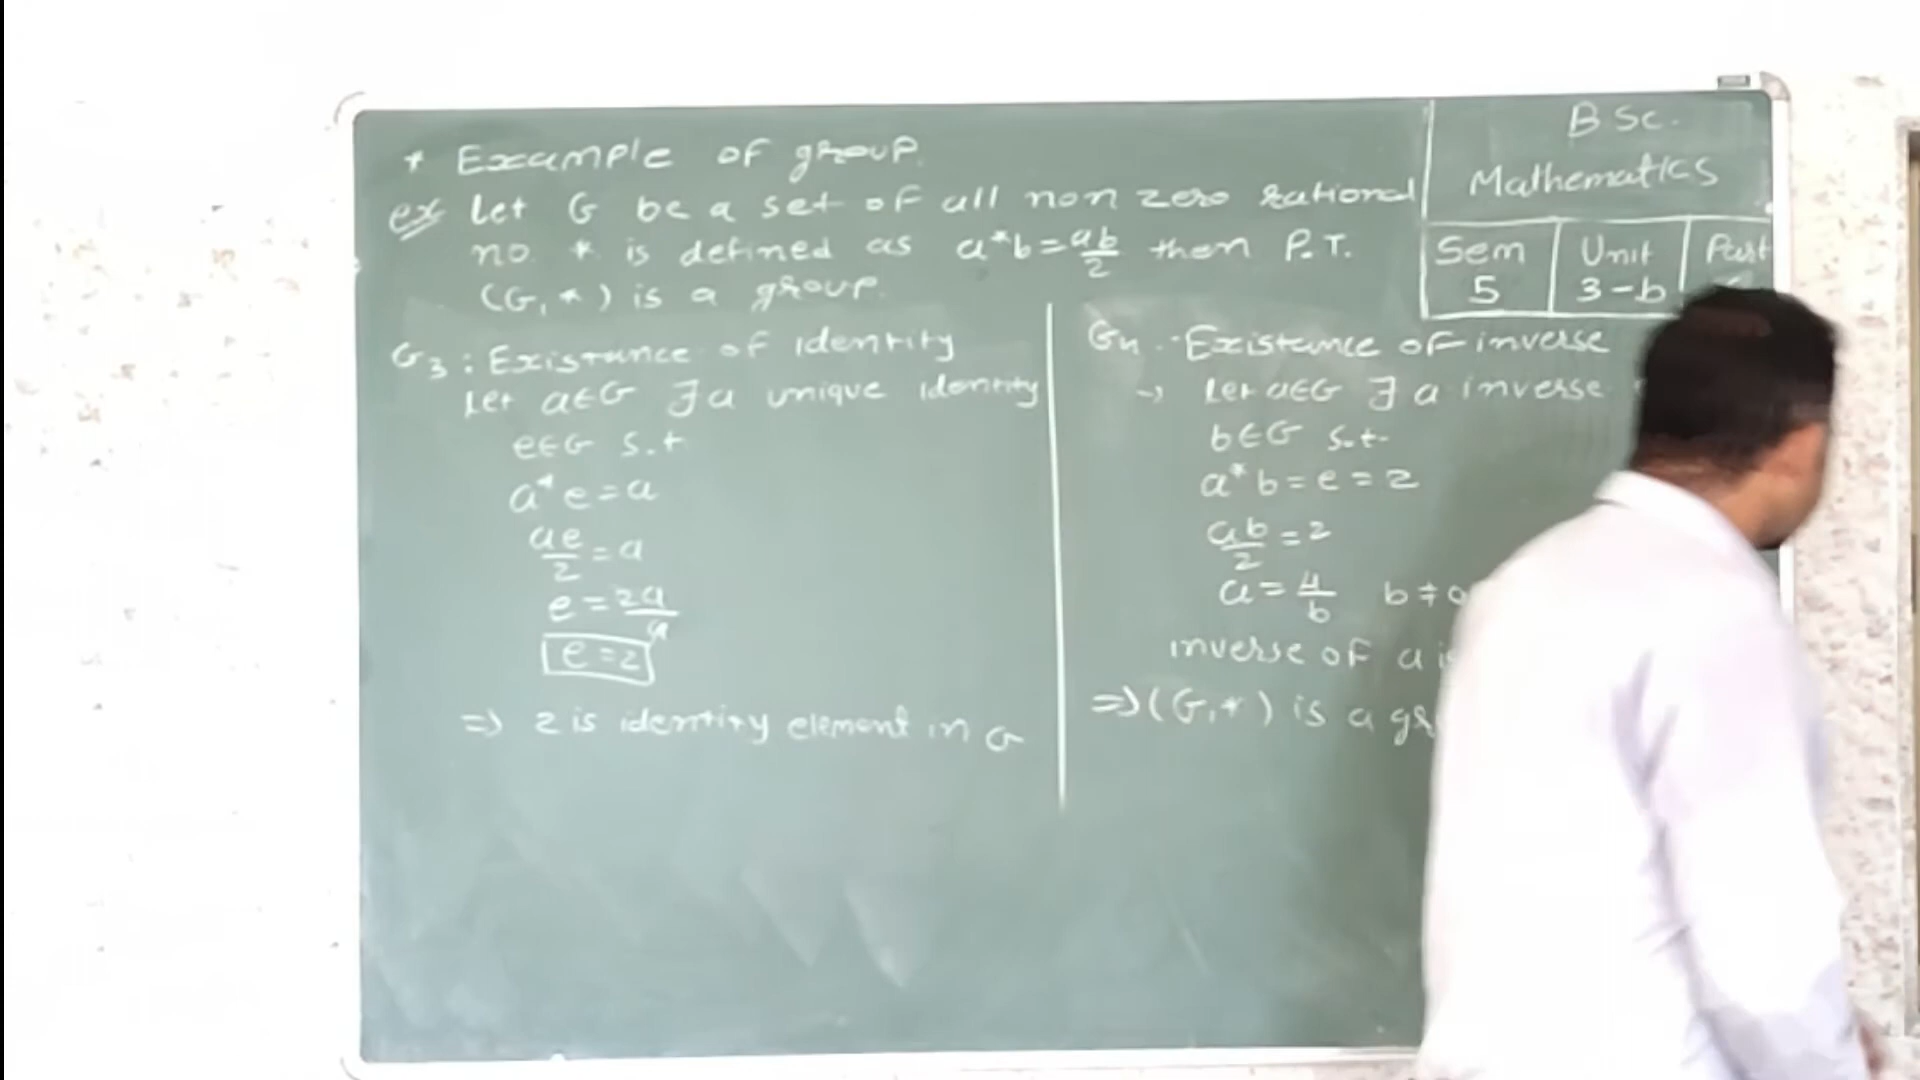 * Example of group.
ex Let G be a set of all non zero rational
no. * is defined as a*b = ab/2 then P.T.
(G, *) is a group.
G3 : Existance of identity
Let a∈G ∃ a unique identity
e∈G s.t
a*e = a
ae/2 = a
e = 2a/a
e = 2
=> 2 is identity element in G
G4 : Existance of inverse
→ Let a∈G ∃ a inverse
b∈G s.t.
a*b = e = 2
ab/2 = 2
a = 4/b b ≠ 0
inverse of a is
=> (G, *) is a
BSc.
Mathematics
Sem Unit Part
5 3-b